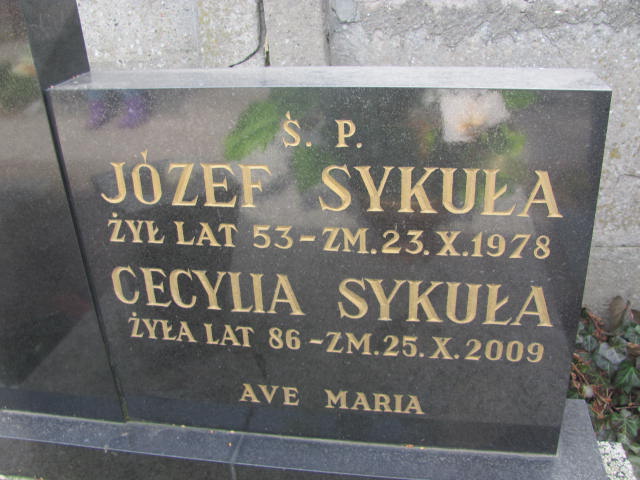 Ś. P.
JÓZEF SYKUŁA
ŻYŁ LAT 53 – ZM. 23. X. 1978
CECYLIA SYKUŁA
ŻYŁA LAT 86 – ZM. 25. X. 2009
AVE MARIA